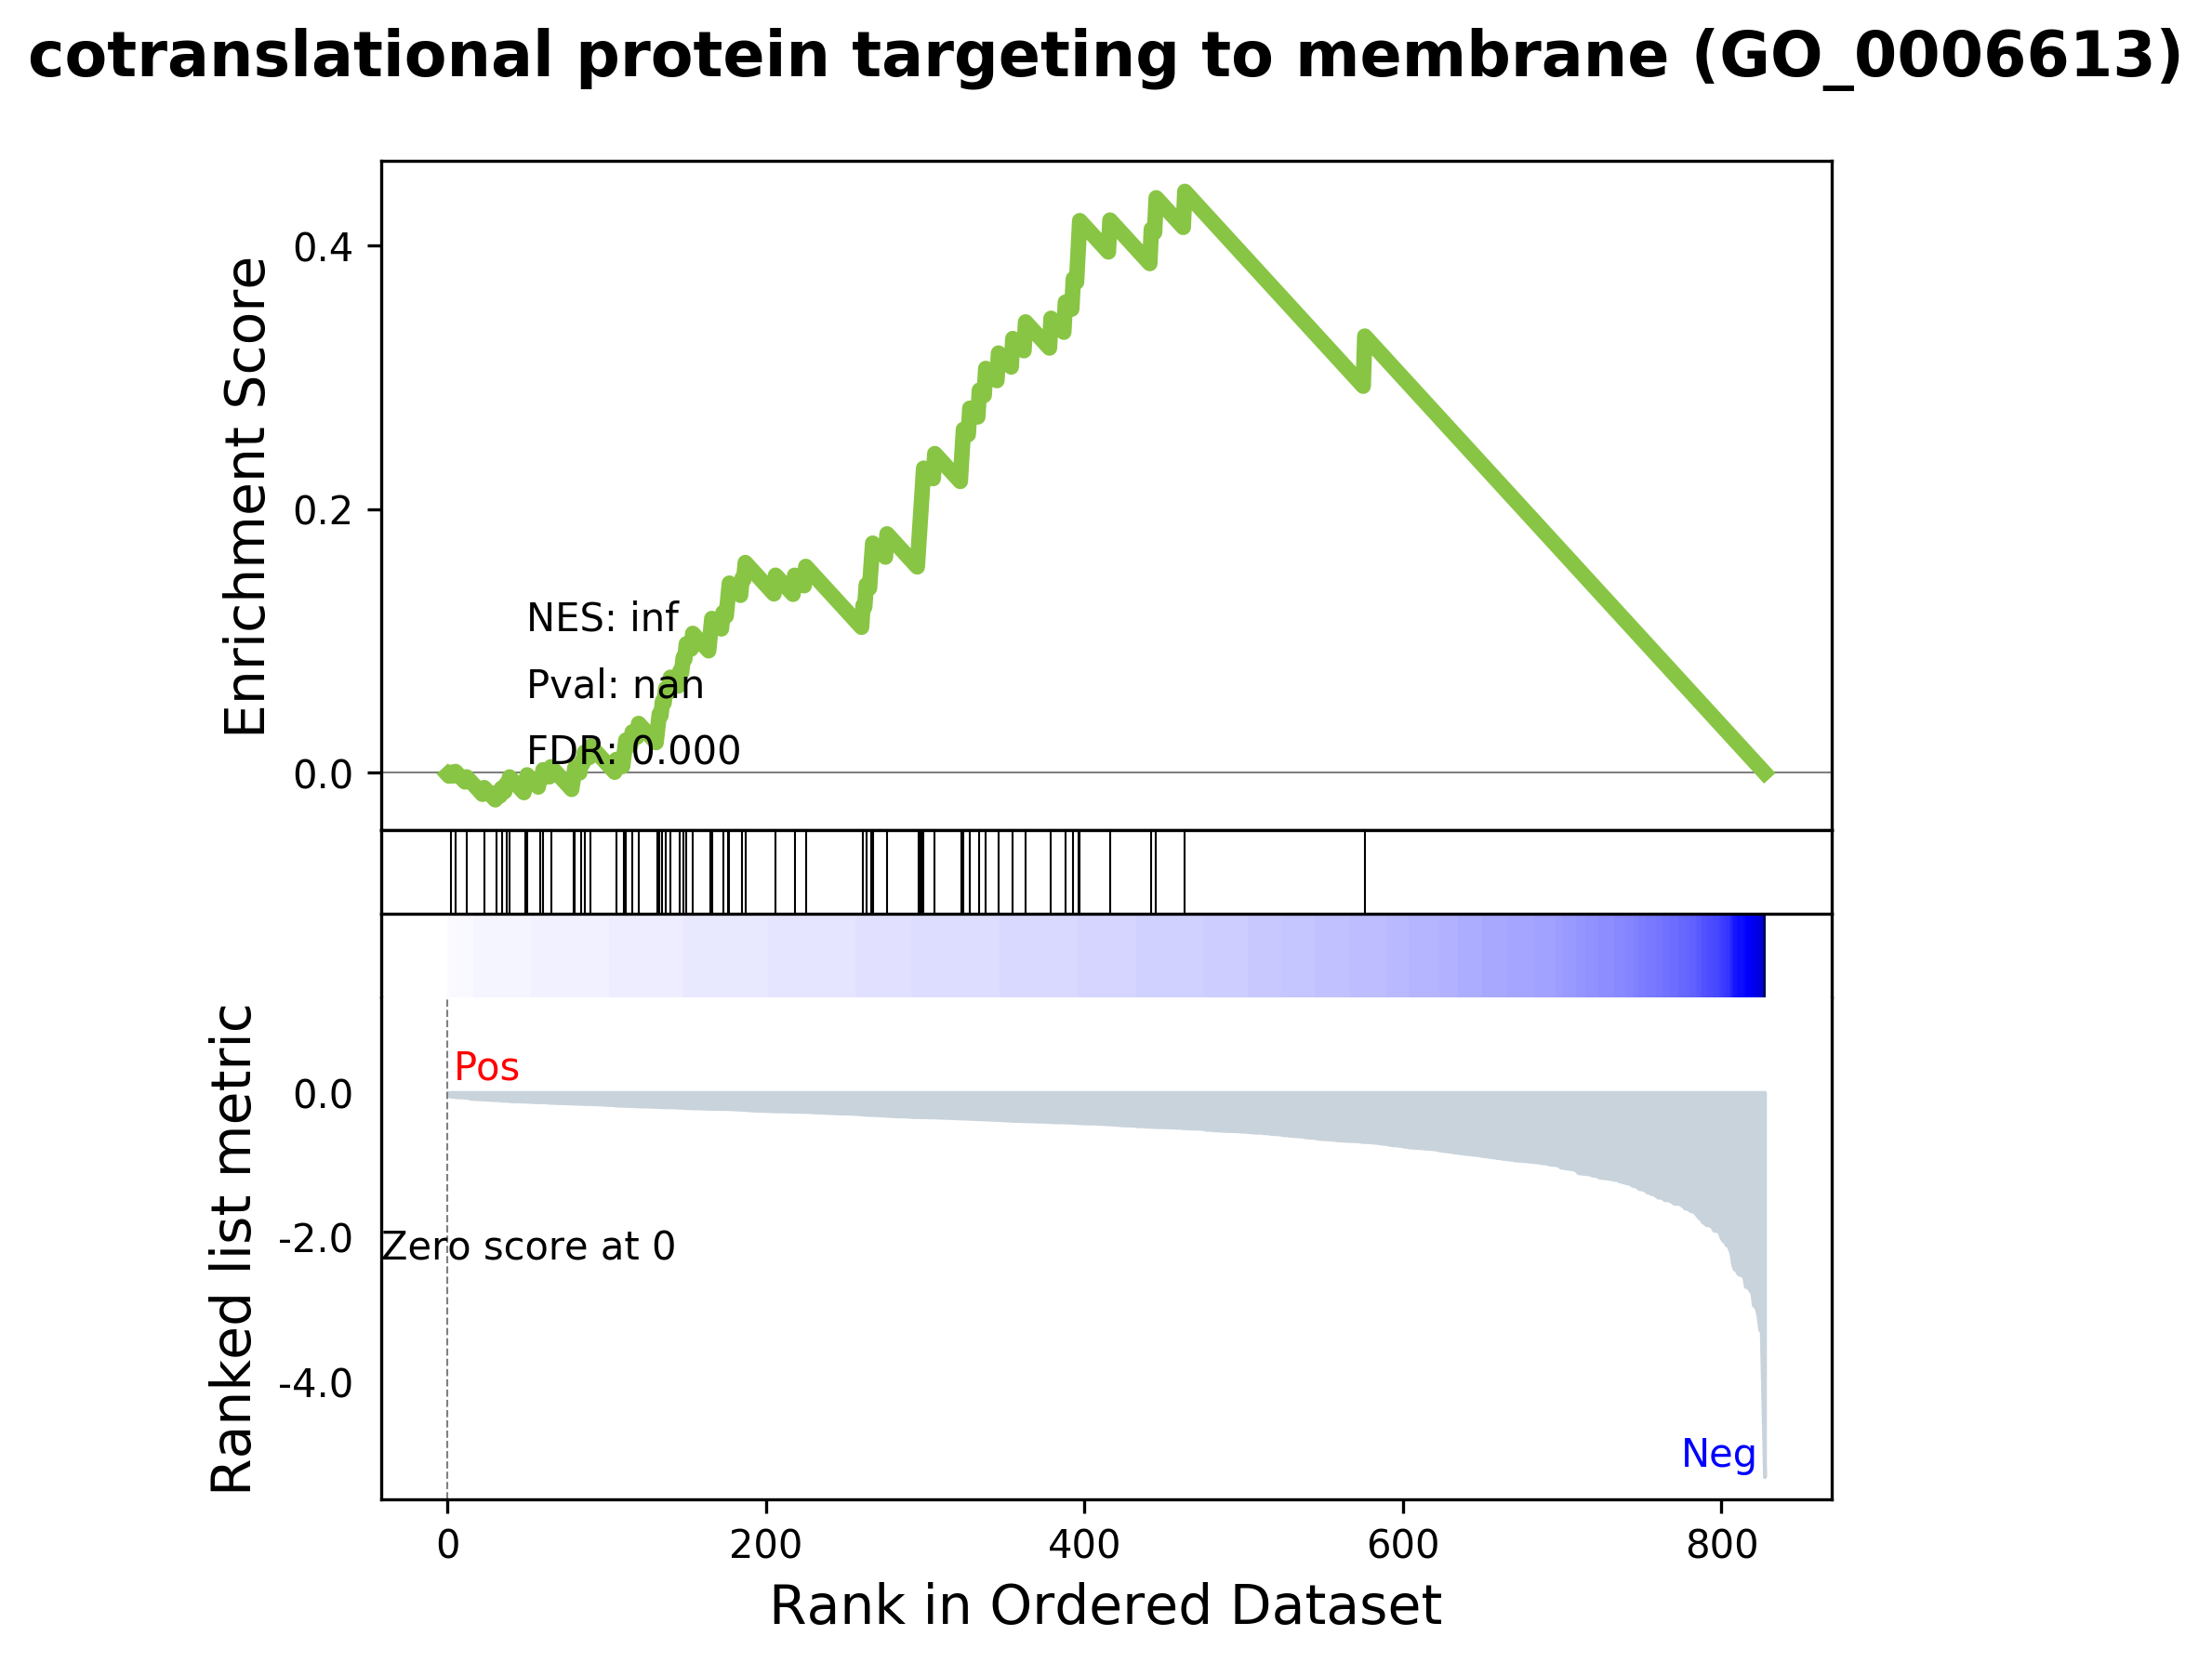 cotranslational protein targeting to membrane (GO_0006613)
Enrichment Score
0.4
0.2
0.0
NES: inf
Pval: nan
FDR: 0.000
Ranked list metric
Pos
0.0
-2.0
Zero score at 0
-4.0
Neg
0 200 400 600 800
Rank in Ordered Dataset